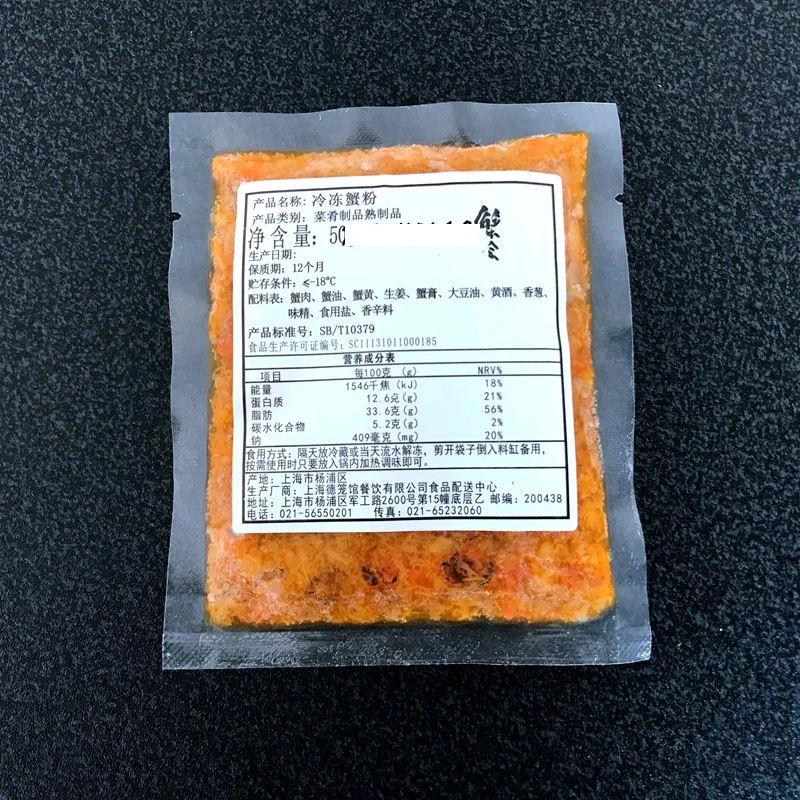 产品名称: 冷冻蟹粉
产品类别: 菜肴制品熟制品
净含量: 50
生产日期:
保质期: 12个月
贮存条件: ≤-18℃
配料表: 蟹肉、蟹油、蟹黄、生姜、蟹膏、大豆油、黄酒、香葱、
味精、食用盐、香辛料
产品标准号: SB/T10379
食品生产许可证编号: SC11131011000185
营养成分表
项目 每100克 (g) NRV%
能量 1546千焦 (kJ) 18%
蛋白质 12.6克(g) 21%
脂肪 33.6克(g) 56%
碳水化合物 5.2克(g) 2%
钠 409毫克(mg) 20%
食用方式: 隔天放冷藏或当天流水解冻, 剪开袋子倒入料缸备用,
按需使用时只要放入锅内加热调味即可。
产地: 上海市杨浦区
生产厂商: 上海德笼馆餐饮有限公司食品配送中心
地址: 上海市杨浦区军工路2600号第15幢底层乙 邮编: 200438
电话: 021-56550201 传真: 021-65232060